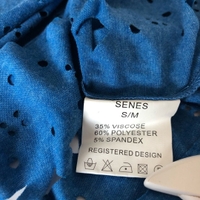 SENES
S/M
35% VISCOSE
60% POLYESTER
5% SPANDEX
REGISTERED DESIGN